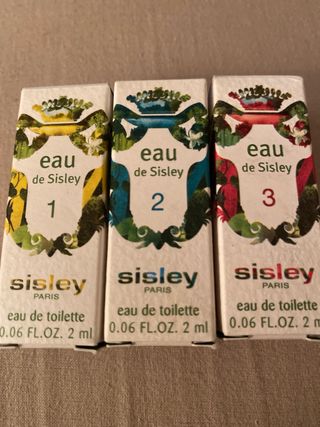 eau
de Sisley
1
sisley
PARIS
eau de toilette
0.06 FL.OZ. 2 ml
eau
de Sisley
2
sisley
PARIS
eau de toilette
0.06 FL.OZ. 2 ml
eau
de Sisley
3
sisley
PARIS
eau de toilette
0.06 FL.OZ. 2 ml